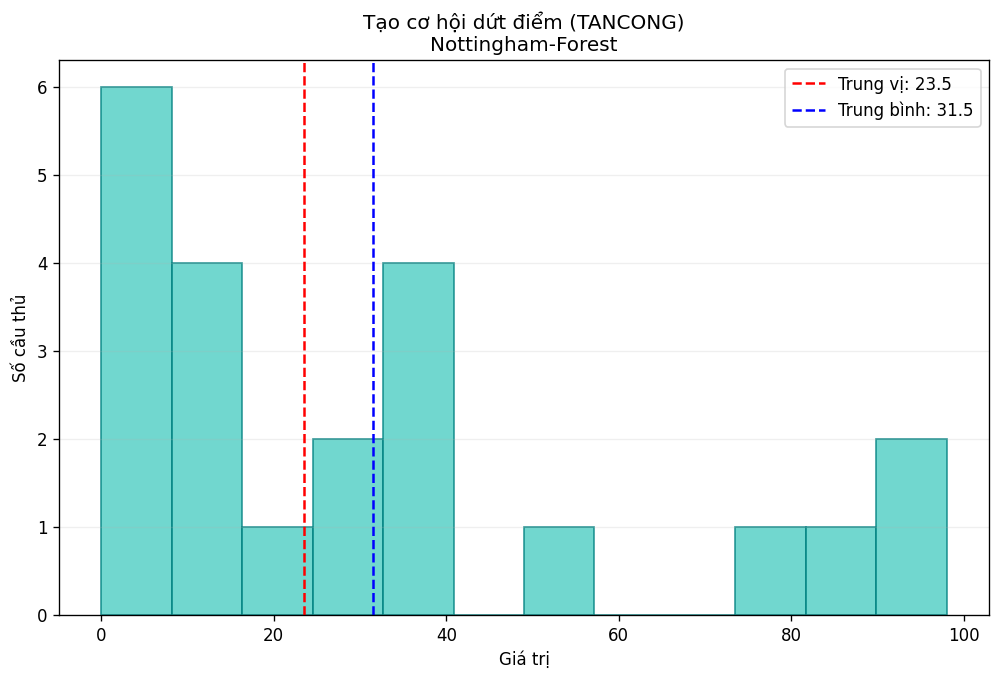 Tạo cơ hội dứt điểm (TANCONG)
Nottingham-Forest
Trung vị: 23.5
Trung bình: 31.5
Số cầu thủ
6
5
4
3
2
1
0
0 20 40 60 80 100
Giá trị